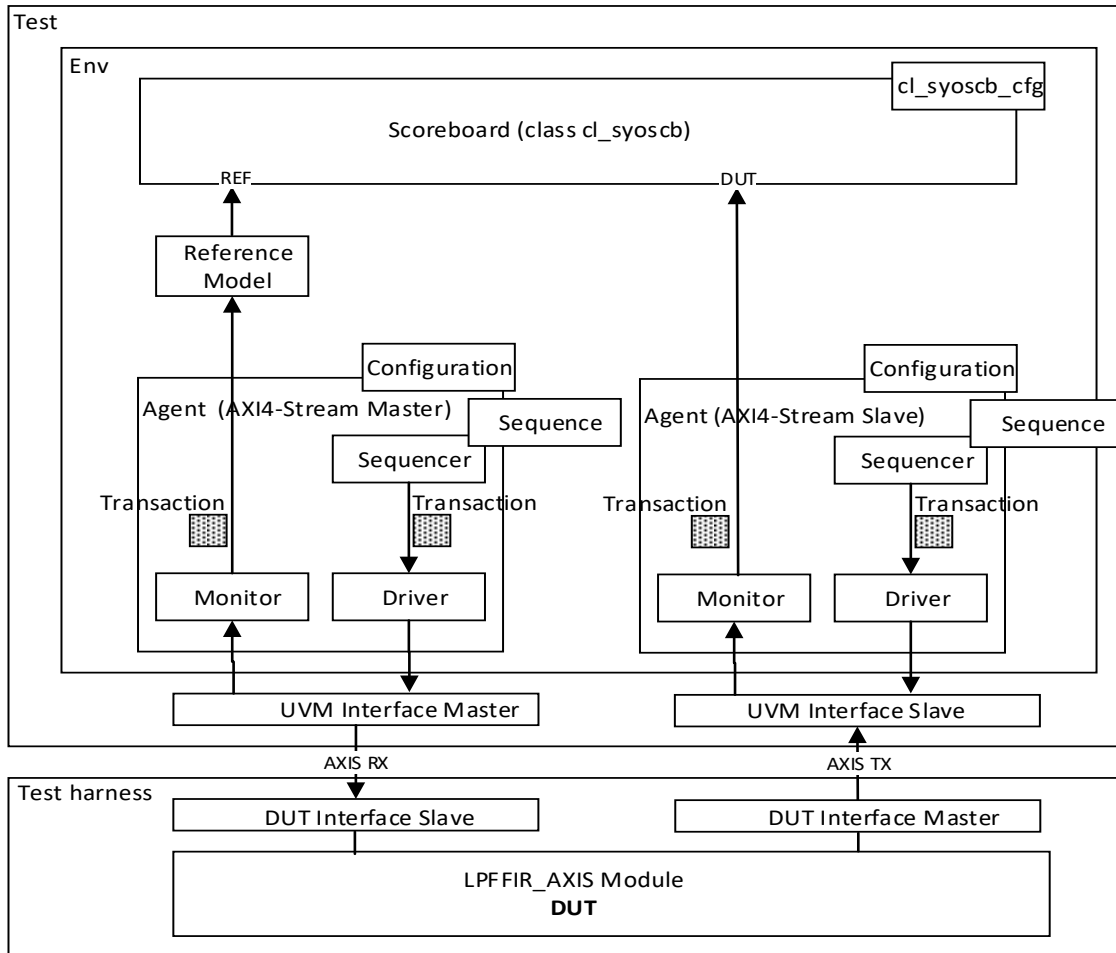 Test
Env
cl_syoscb_cfg
Scoreboard (class cl_syoscb)
REF
DUT
Reference
Model
Configuration
Configuration
Agent (AXI4-Stream Master)
Agent (AXI4-Stream Slave)
Sequence
Sequence
Sequencer
Sequencer
Transaction
Transaction
Transaction
Transaction
Monitor
Driver
Monitor
Driver
UVM Interface Master
UVM Interface Slave
AXIS RX
AXIS TX
Test harness
DUT Interface Slave
DUT Interface Master
LPFFIR_AXIS Module
DUT